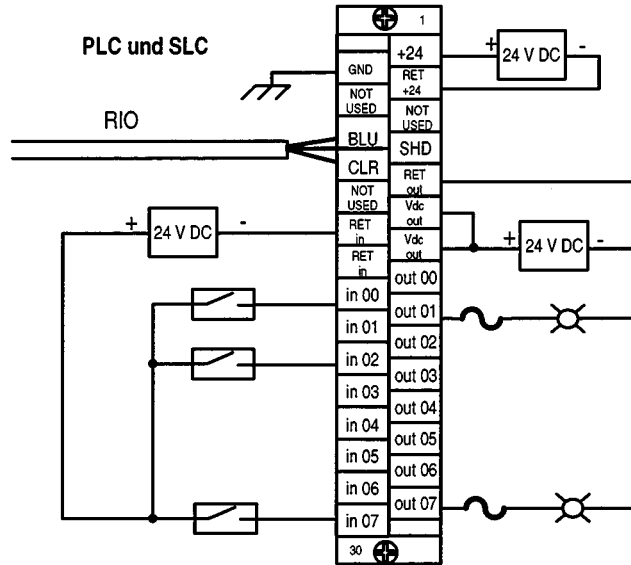 PLC und SLC
1
+24
+ 24 V DC -
GND
RET
+24
NOT
USED
NOT
USED
RIO
BLU
SHD
CLR
RET
out
NOT
USED
Vdc
out
+ 24 V DC -
RET
in
Vdc
out
+ 24 V DC -
RET
in
out 00
in 00
out 01
in 01
out 02
in 02
out 03
in 03
out 04
in 04
out 05
in 05
out 06
in 06
out 07
in 07
30